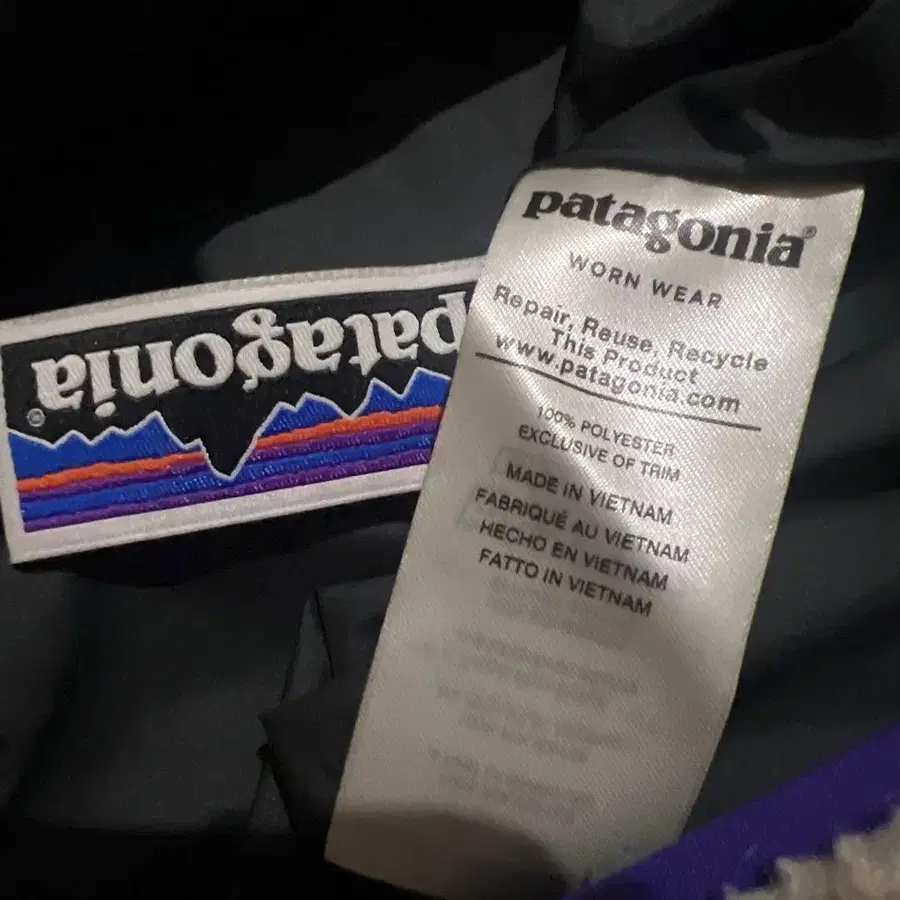 patagonia®
patagonia®
WORN WEAR
Repair, Reuse, Recycle
This Product
www.patagonia.com
100% POLYESTER
EXCLUSIVE OF TRIM
MADE IN VIETNAM
FABRIQUÉ AU VIETNAM
HECHO EN VIETNAM
FATTO IN VIETNAM